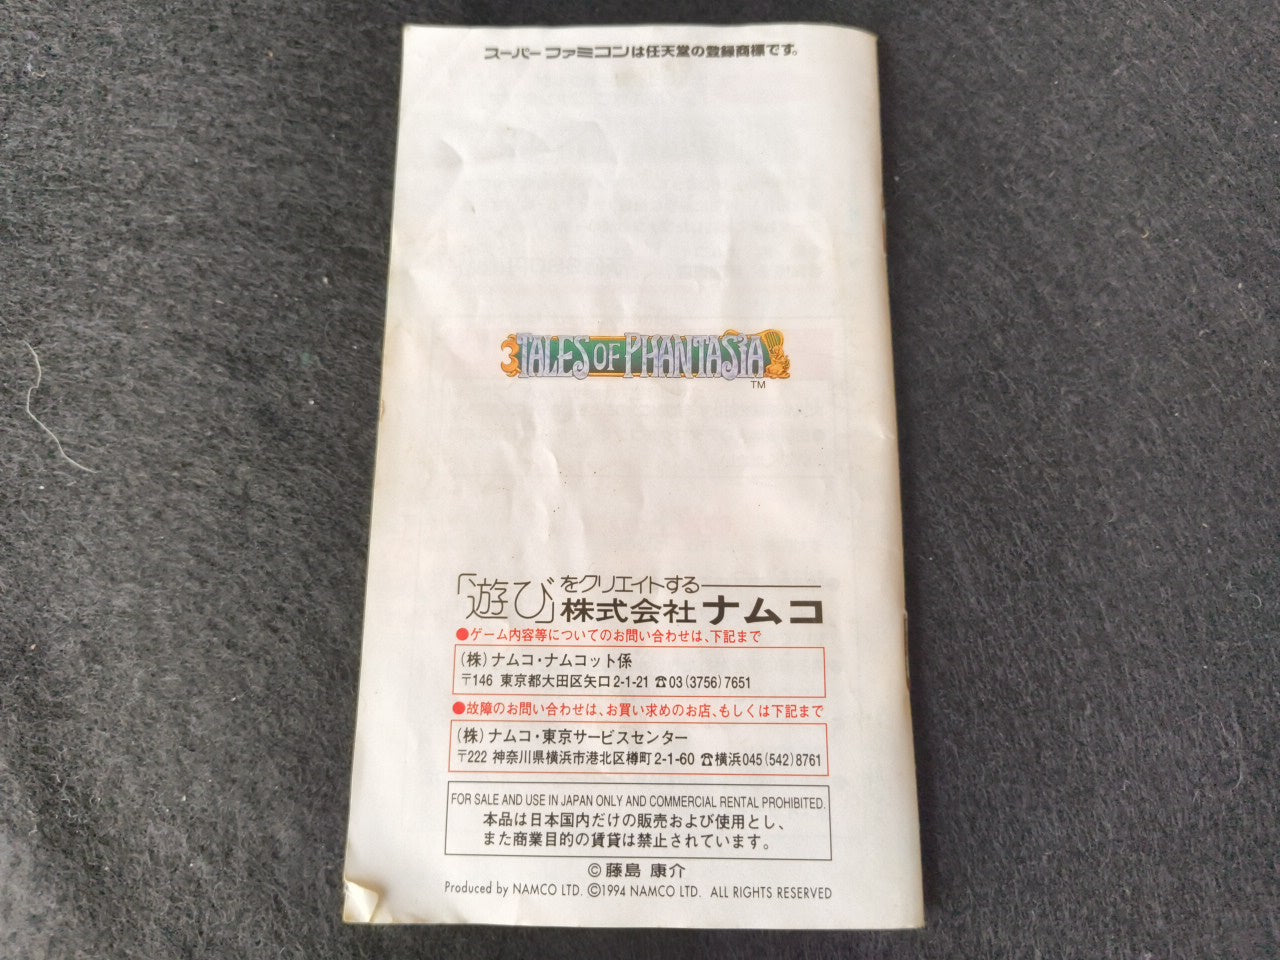 スーパーファミコンは任天堂の登録商標です。
TALES OF PHANTASIA
TM
「遊び」をクリエイトする
株式会社ナムコ
●ゲーム内容等についてのお問い合わせは、下記まで
(株)ナムコ・ナムコット係
〒146 東京都大田区矢口2-1-21 ☎03(3756)7651
●故障のお問い合わせは、お買い求めのお店、もしくは下記まで
(株)ナムコ・東京サービスセンター
〒222 神奈川県横浜市港北区樽町2-1-60 ☎横浜045(542)8761
FOR SALE AND USE IN JAPAN ONLY AND COMMERCIAL RENTAL PROHIBITED.
本品は日本国内だけの販売および使用とし、
また商業目的の賃貸は禁止されています。
©藤島 康介
Produced by NAMCO LTD. ©1994 NAMCO LTD. ALL RIGHTS RESERVED